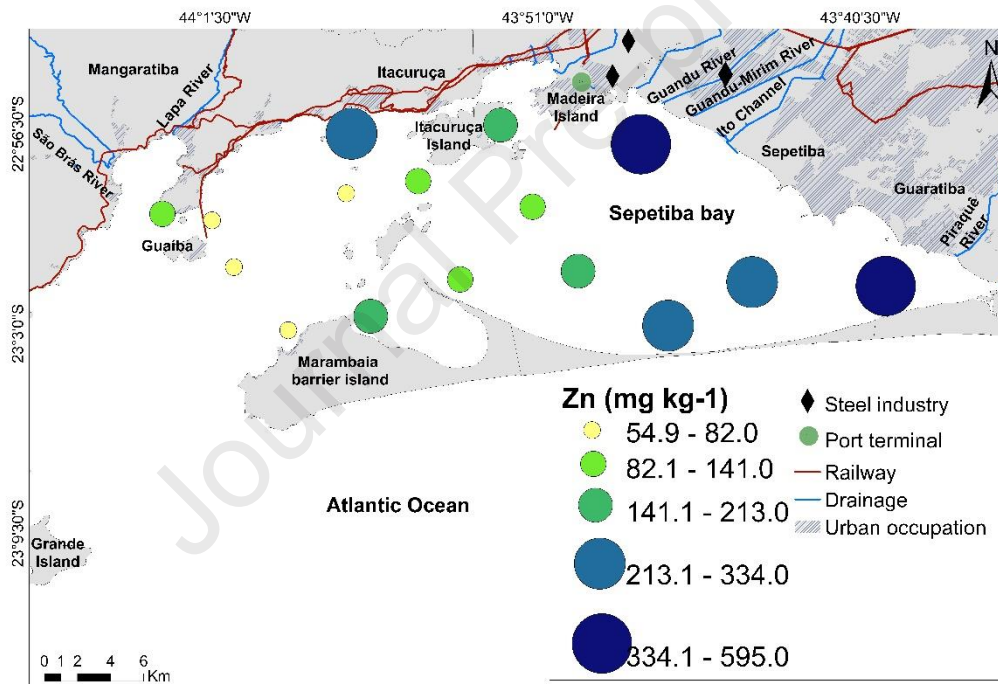 44°1'30"W
43°51'0"W
43°40'30"W
22°56'30"S
23°3'0"S
23°9'30"S
N
Mangaratiba
Lapa River
São Brás River
Itacuruça
Itacuruça
Island
Madeira
Island
Guandu River
Guandu-Mirim River
Ito Channel
Sepetiba
Guaratiba
Piraquê
River
Guaíba
Sepetiba bay
Marambaia
barrier island
Atlantic Ocean
Grande
Island
Journal Pre-p
Zn (mg kg-1)
54.9 - 82.0
82.1 - 141.0
141.1 - 213.0
213.1 - 334.0
334.1 - 595.0
Steel industry
Port terminal
Railway
Drainage
Urban occupation
0 1 2 4 6
Km